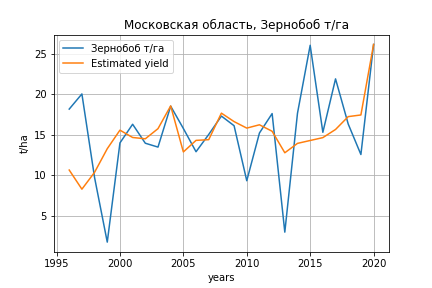 Московская область, Зернобоб т/га
Зернобоб т/га
Estimated yield
t/ha
25
20
15
10
5
1995
2000
2005
2010
2015
2020
years